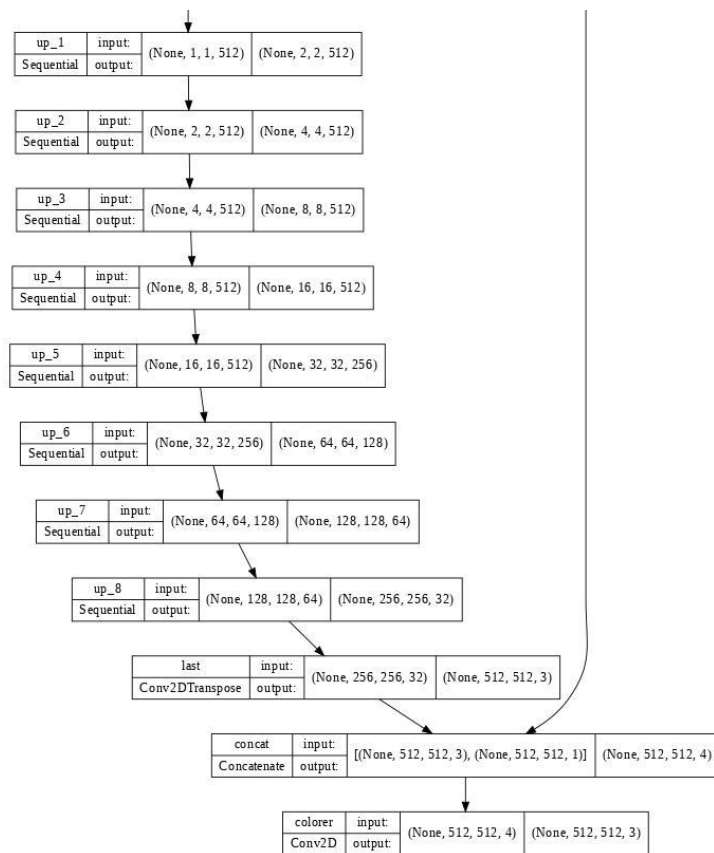 up_1 input: (None, 1, 1, 512) (None, 2, 2, 512)
Sequential output:
up_2 input: (None, 2, 2, 512) (None, 4, 4, 512)
Sequential output:
up_3 input: (None, 4, 4, 512) (None, 8, 8, 512)
Sequential output:
up_4 input: (None, 8, 8, 512) (None, 16, 16, 512)
Sequential output:
up_5 input: (None, 16, 16, 512) (None, 32, 32, 256)
Sequential output:
up_6 input: (None, 32, 32, 256) (None, 64, 64, 128)
Sequential output:
up_7 input: (None, 64, 64, 128) (None, 128, 128, 64)
Sequential output:
up_8 input: (None, 128, 128, 64) (None, 256, 256, 32)
Sequential output:
last input: (None, 256, 256, 32) (None, 512, 512, 3)
Conv2DTranspose output:
concat input: [(None, 512, 512, 3), (None, 512, 512, 1)] (None, 512, 512, 4)
Concatenate output:
colorer input: (None, 512, 512, 4) (None, 512, 512, 3)
Conv2D output: